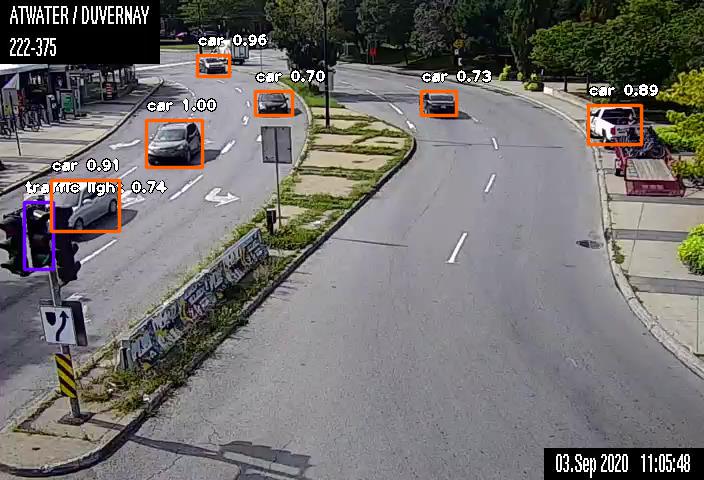 ATWATER / DUVERNAY
222-375
car 0.96
car 0.70
car 0.73
car 0.89
car 1.00
car 0.91
traffic light 0.74
03.Sep 2020 11:05:48